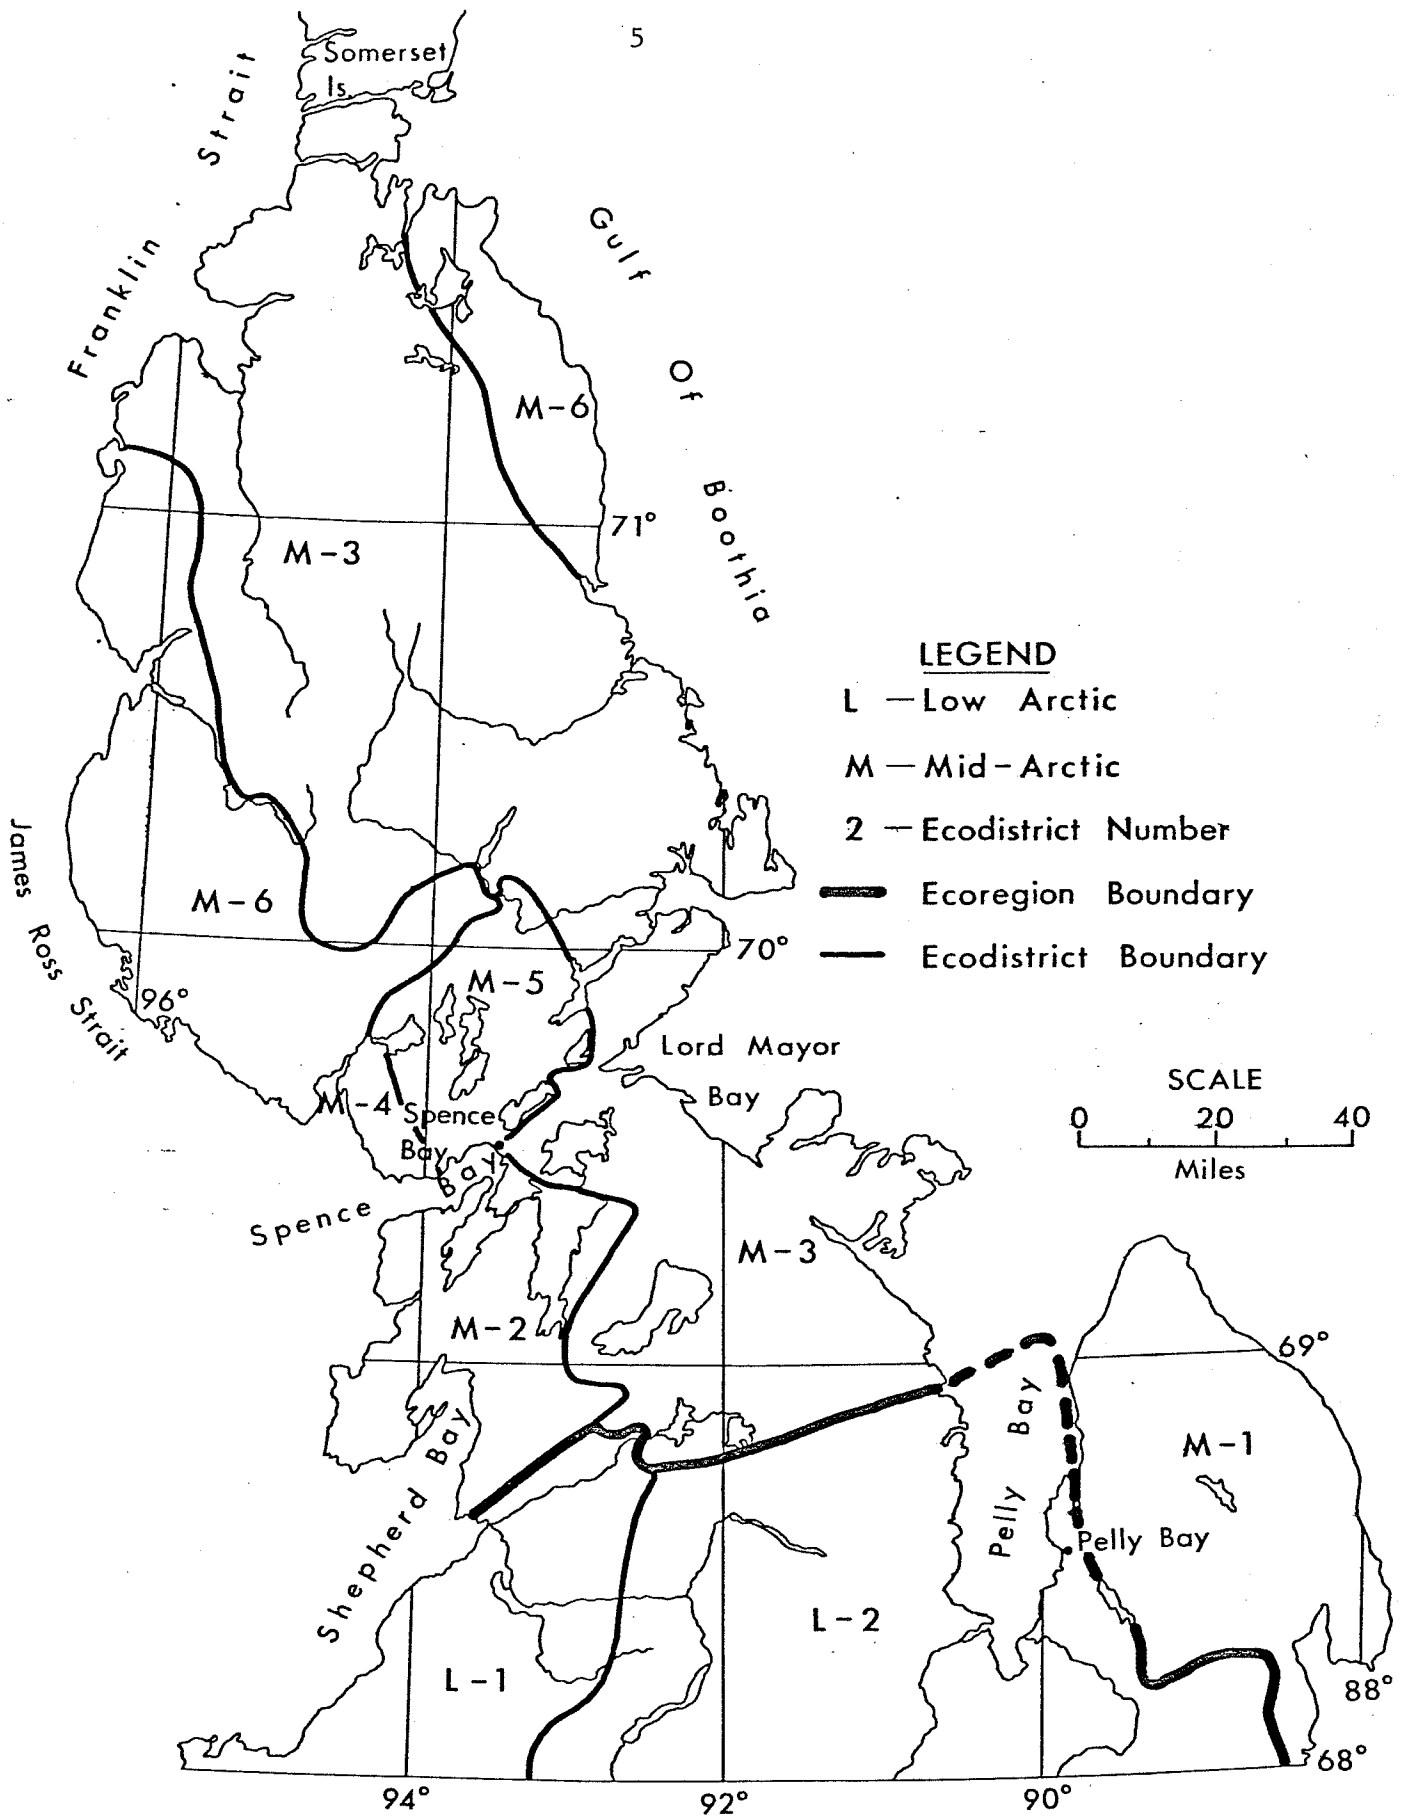 5
Somerset
Is.
Franklin Strait
Gulf Of Boothia
M-6
71°
M-3
LEGEND
L — Low Arctic
M — Mid-Arctic
2 — Ecodistrict Number
Ecoregion Boundary
Ecodistrict Boundary
James Ross Strait
M-6
70°
M-5
96°
Lord Mayor
Bay
SCALE
0 20 40
Miles
M-4
Spence
Bay
Spence Bay
M-3
M-2
69°
Shepherd Bay
Pelly Bay
M-1
Pelly Bay
L-2
L-1
88°
68°
94° 92° 90°